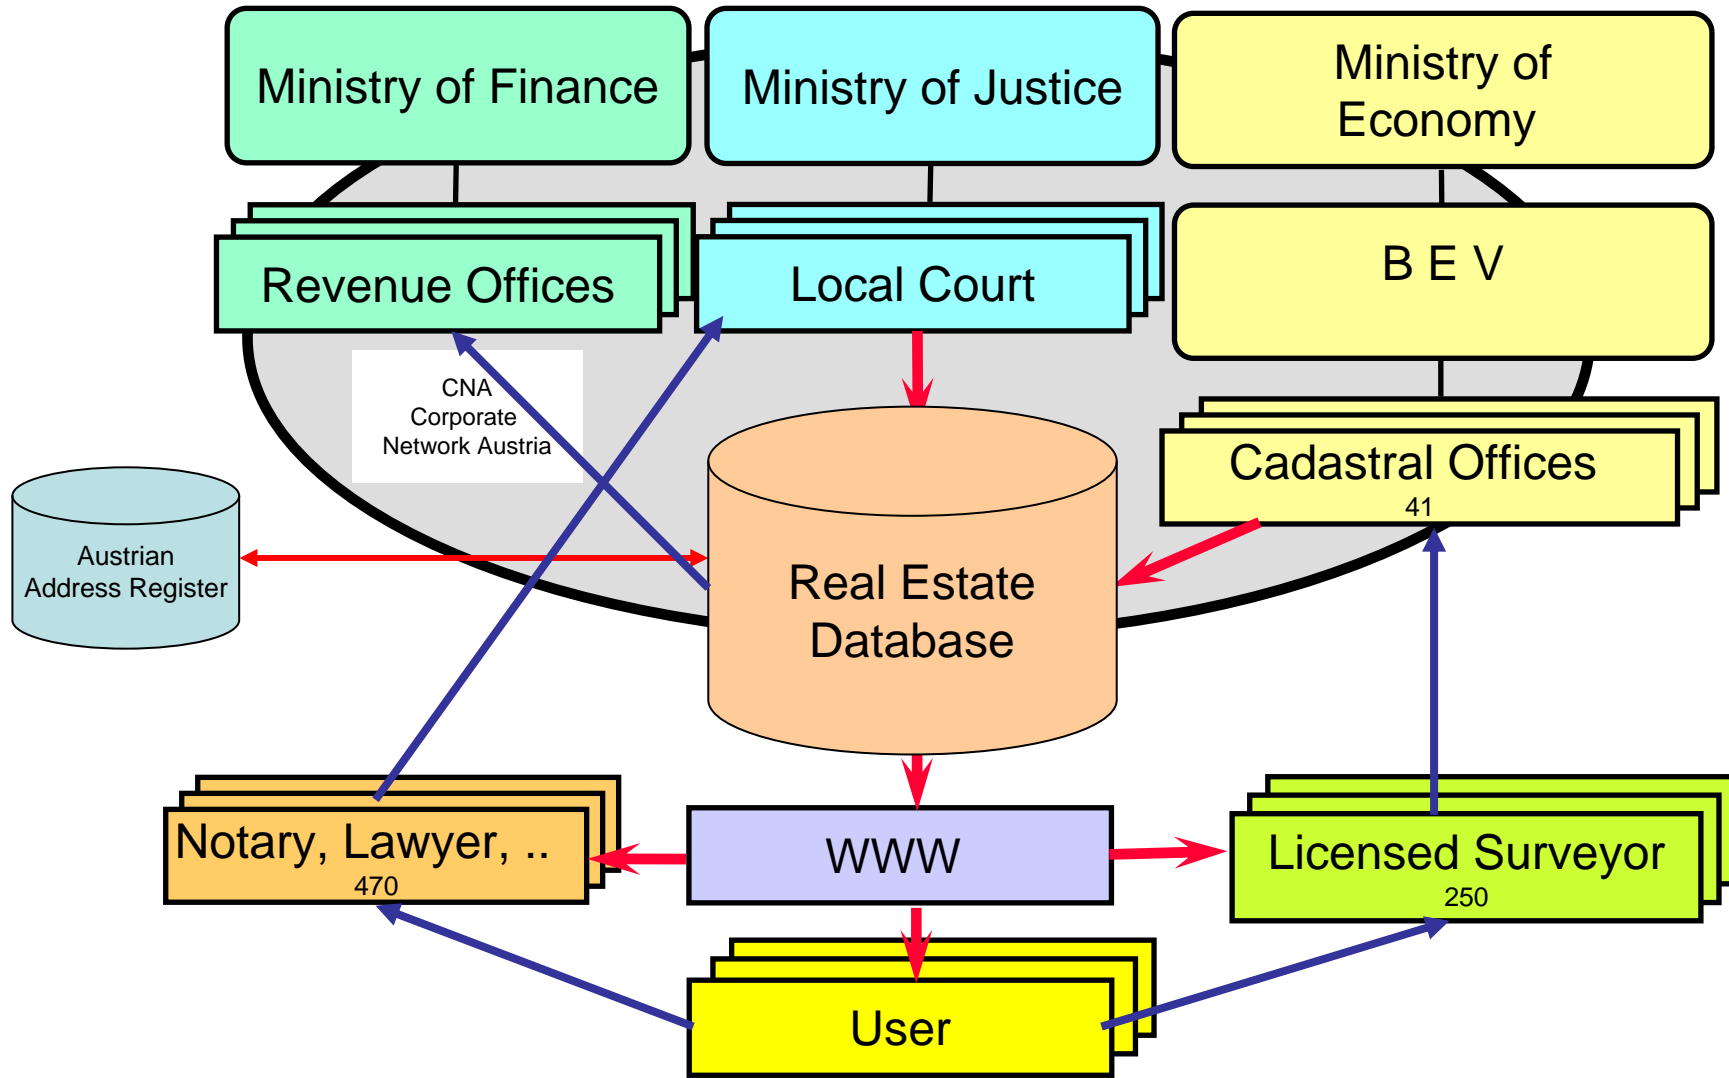 Ministry of Finance
Ministry of Justice
Ministry of
Economy
Revenue Offices
Local Court
B E V
CNA
Corporate
Network Austria
Cadastral Offices
41
Austrian
Address Register
Real Estate
Database
Notary, Lawyer, ..
470
WWW
Licensed Surveyor
250
User